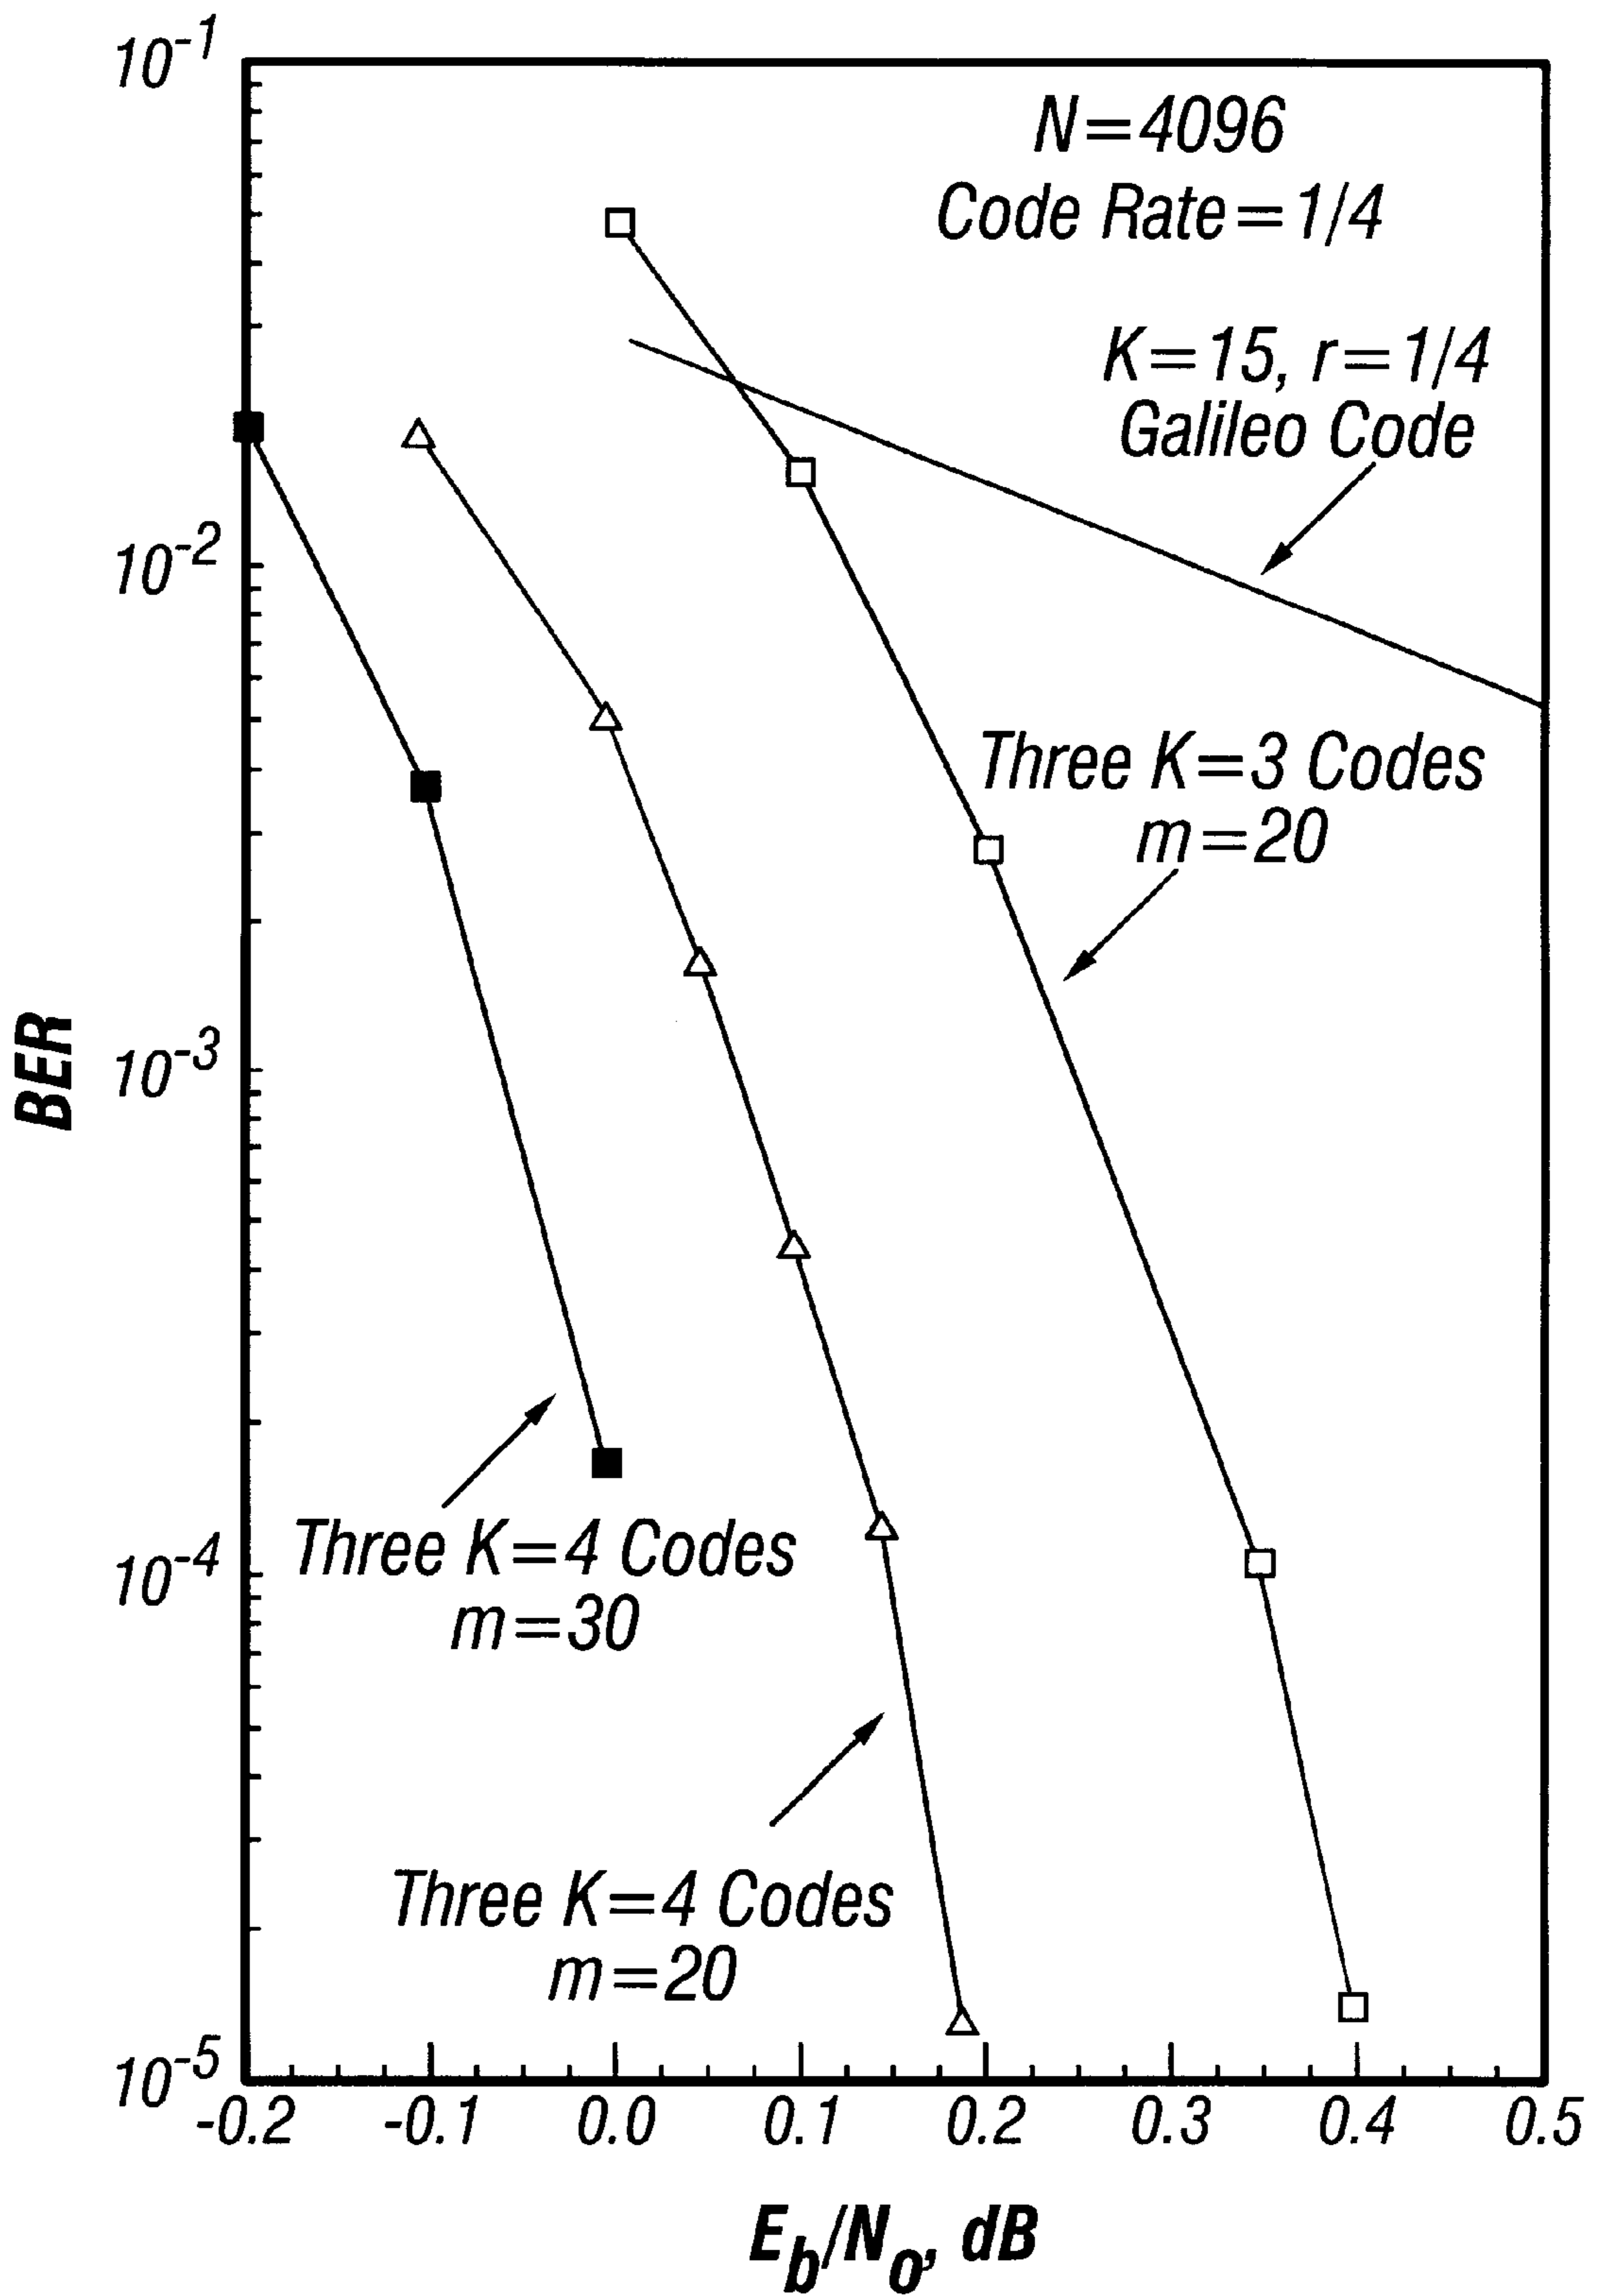 10-1
N=4096
Code Rate=1/4
K=15, r=1/4
Galileo Code
10-2
Three K=3 Codes
m=20
BER
10-3
Three K=4 Codes
m=30
10-4
Three K=4 Codes
m=20
10-5
-0.2 -0.1 0.0 0.1 0.2 0.3 0.4 0.5
Eb/No, dB